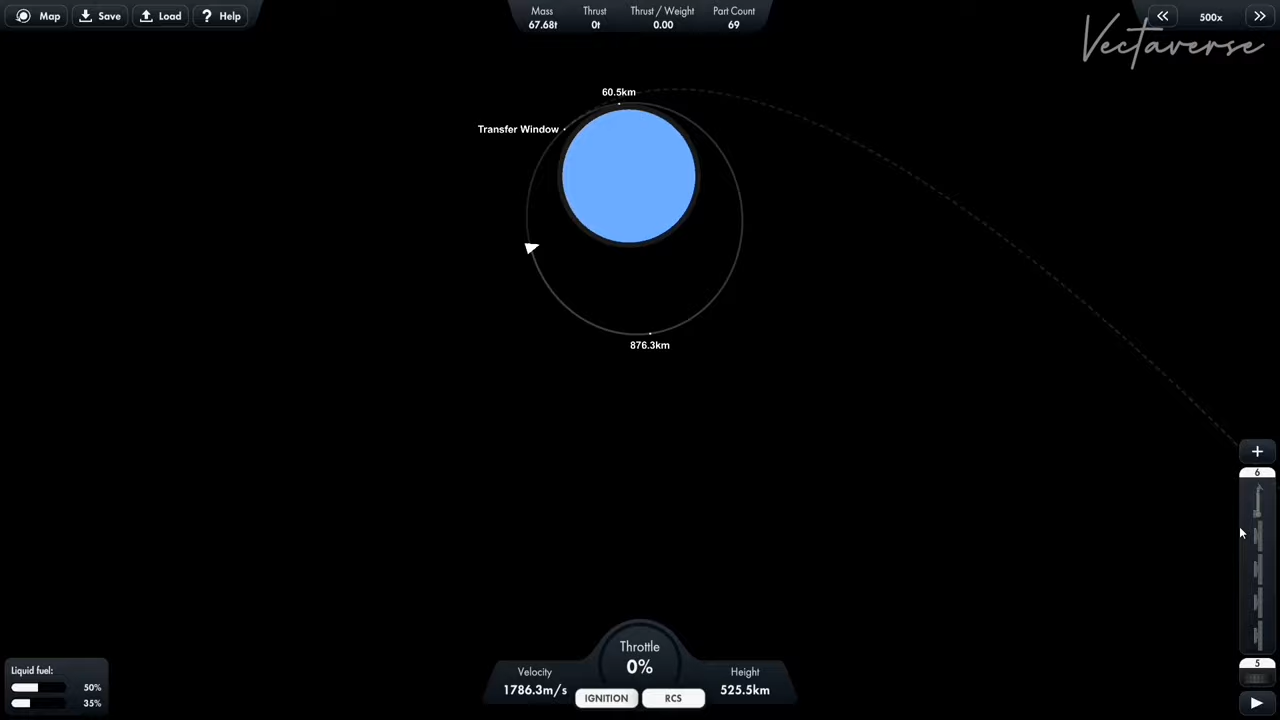 Map
Save
Load
Help
Mass
67.68t
Thrust
0t
Thrust / Weight
0.00
Part Count
69
500x
Vectaverse
60.5km
Transfer Window
876.3km
6
5
Liquid fuel:
50%
35%
Throttle
0%
Velocity
1786.3m/s
IGNITION
RCS
Height
525.5km